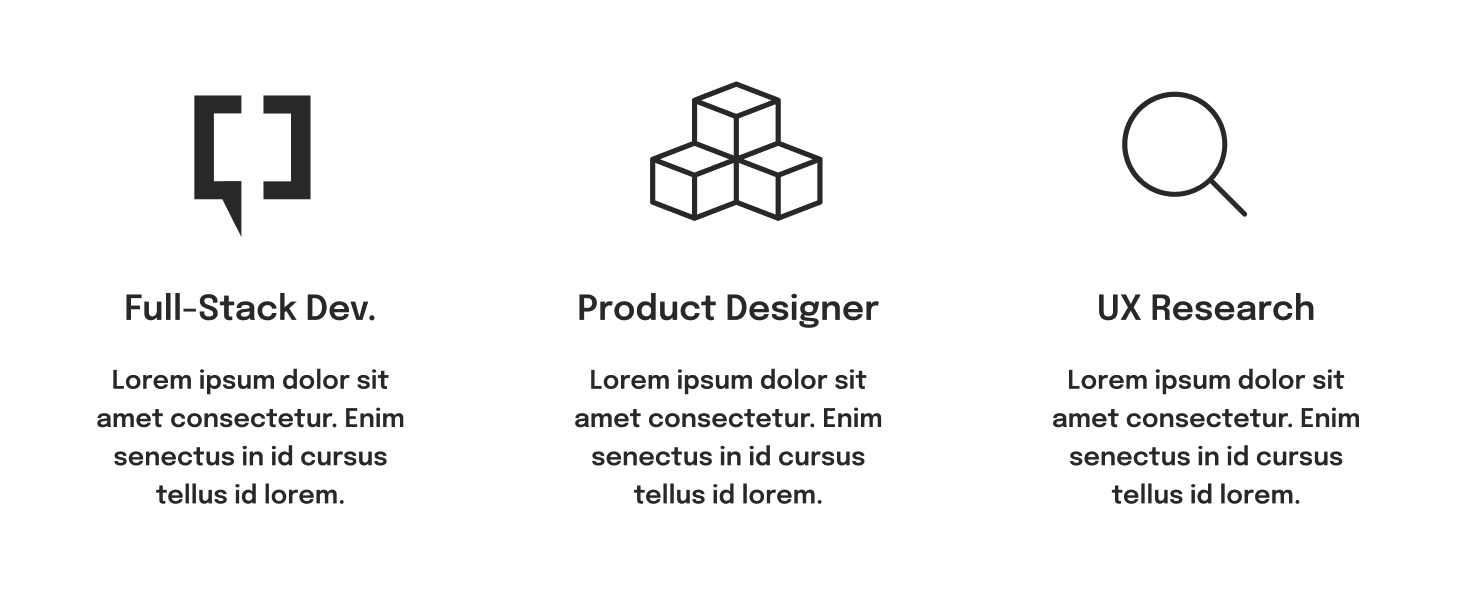 Full-Stack Dev.
Lorem ipsum dolor sit
amet consectetur. Enim
senectus in id cursus
tellus id lorem.
Product Designer
Lorem ipsum dolor sit
amet consectetur. Enim
senectus in id cursus
tellus id lorem.
UX Research
Lorem ipsum dolor sit
amet consectetur. Enim
senectus in id cursus
tellus id lorem.